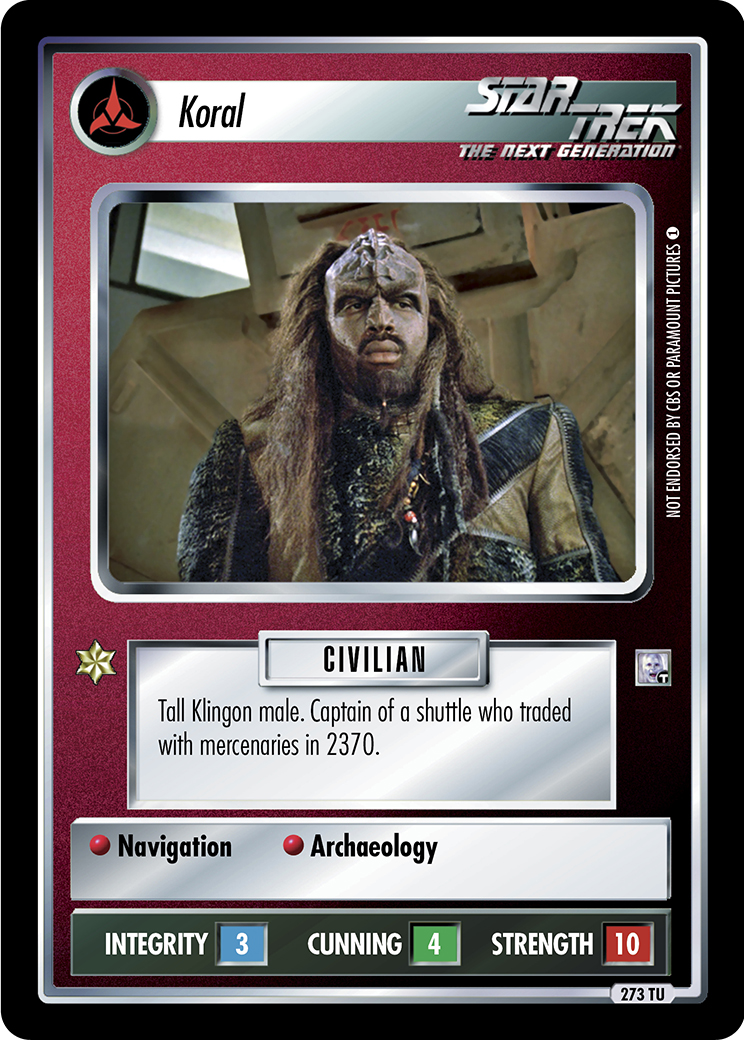 Koral
STAR TREK
THE NEXT GENERATION
NOT ENDORSED BY CBS OR PARAMOUNT PICTURES 1
CIVILIAN
Tall Klingon male. Captain of a shuttle who traded
with mercenaries in 2370.
T
Navigation Archaeology
INTEGRITY 3 CUNNING 4 STRENGTH 10
273 TU